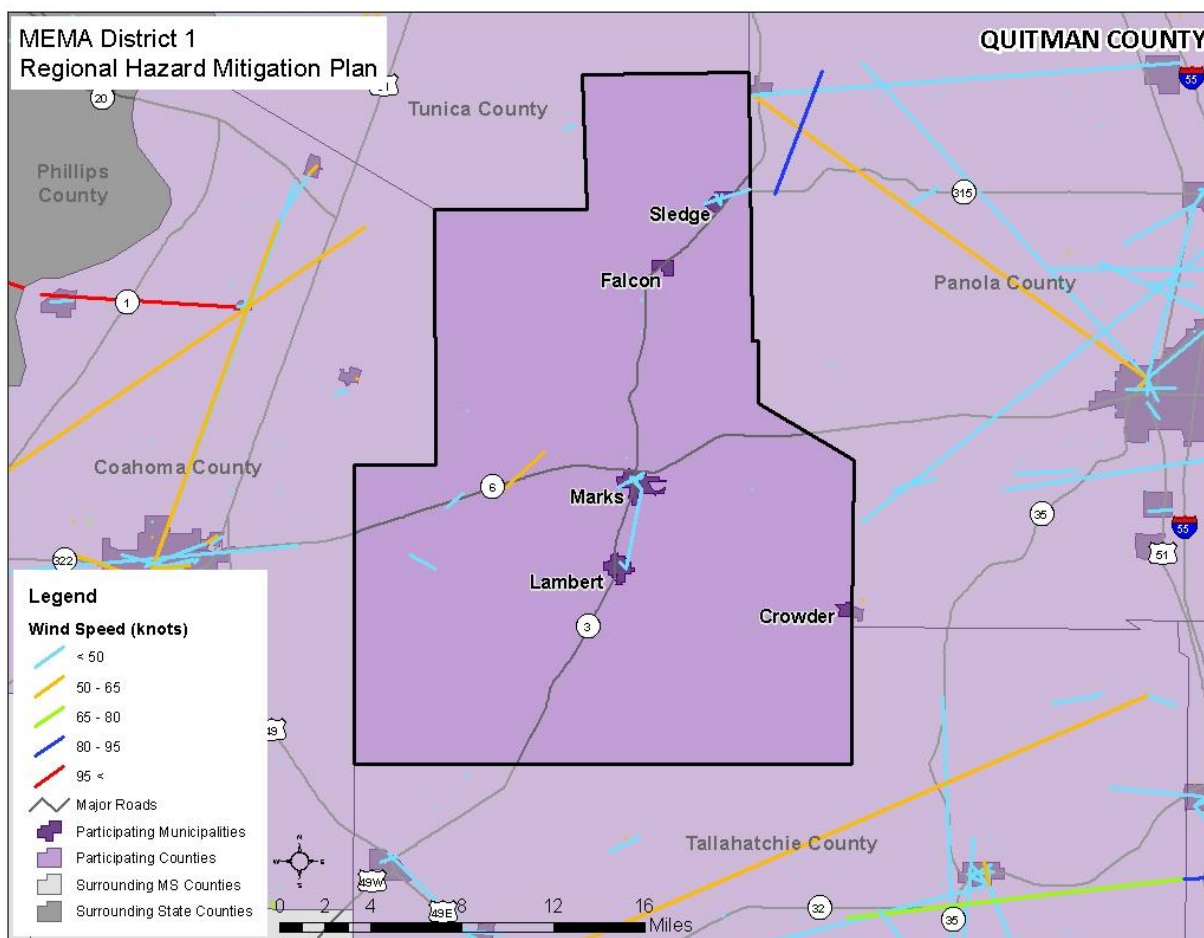 MEMA District 1
Regional Hazard Mitigation Plan
QUITMAN COUNTY
55
20
Tunica County
Phillips
County
315
Sledge
Falcon
Panola County
1
Coahoma County
6
Marks
35
55
51
322
Lambert
Crowder
3
49
Tallahatchie County
49W
49E
32
35
Legend
Wind Speed (knots)
< 50
50 - 65
65 - 80
80 - 95
95 <
Major Roads
Participating Municipalities
Participating Counties
Surrounding MS Counties
Surrounding State Counties
N
W E
S
0 2 4 8 12 16
Miles